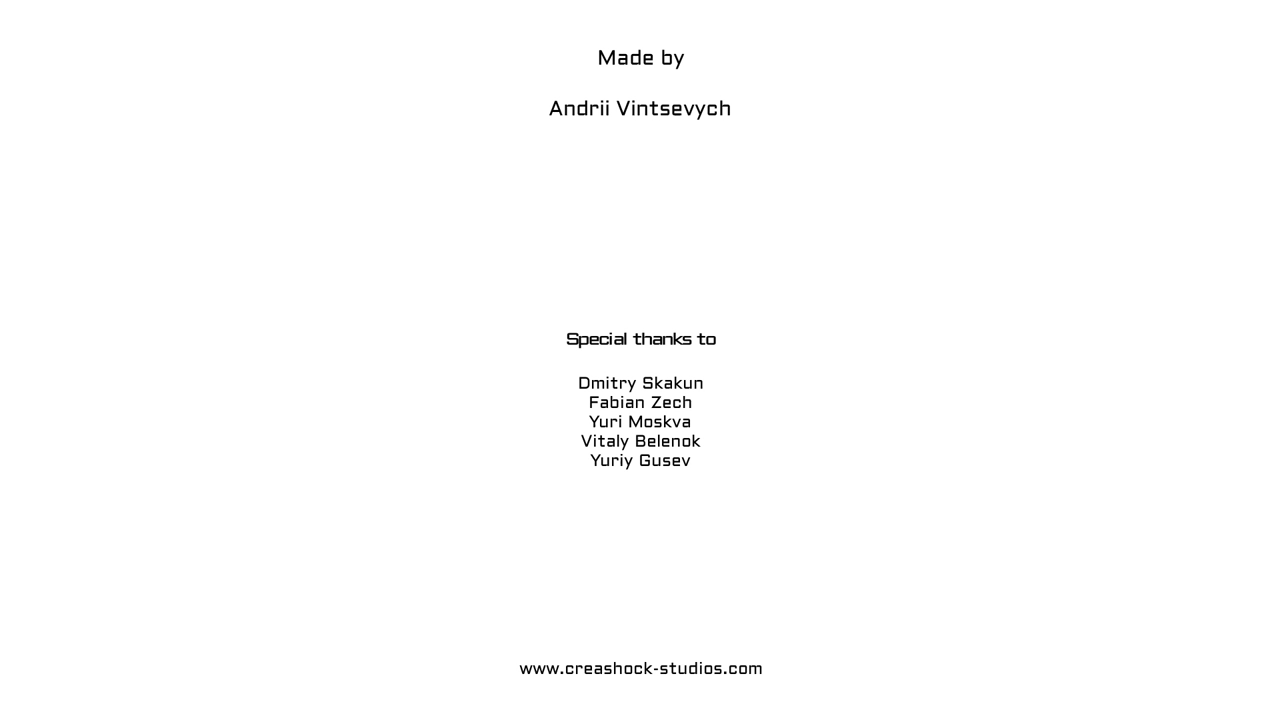 Made by
Andrii Vintsevych
Special thanks to
Dmitry Skakun
Fabian Zech
Yuri Moskva
Vitaly Belenok
Yuriy Gusev
www.creashock-studios.com